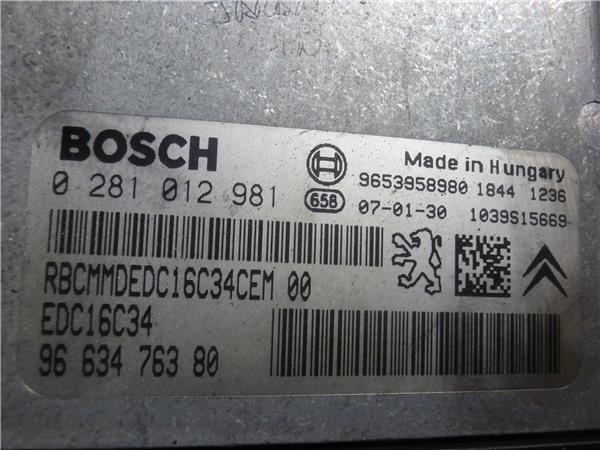 BOSCH
Made in Hungary
0 281 012 981
9653958980 1844 1236
656 07-01-30 1039S15669
RBCMMDEDC16C34CEM 00
EDC16C34
96 634 763 80